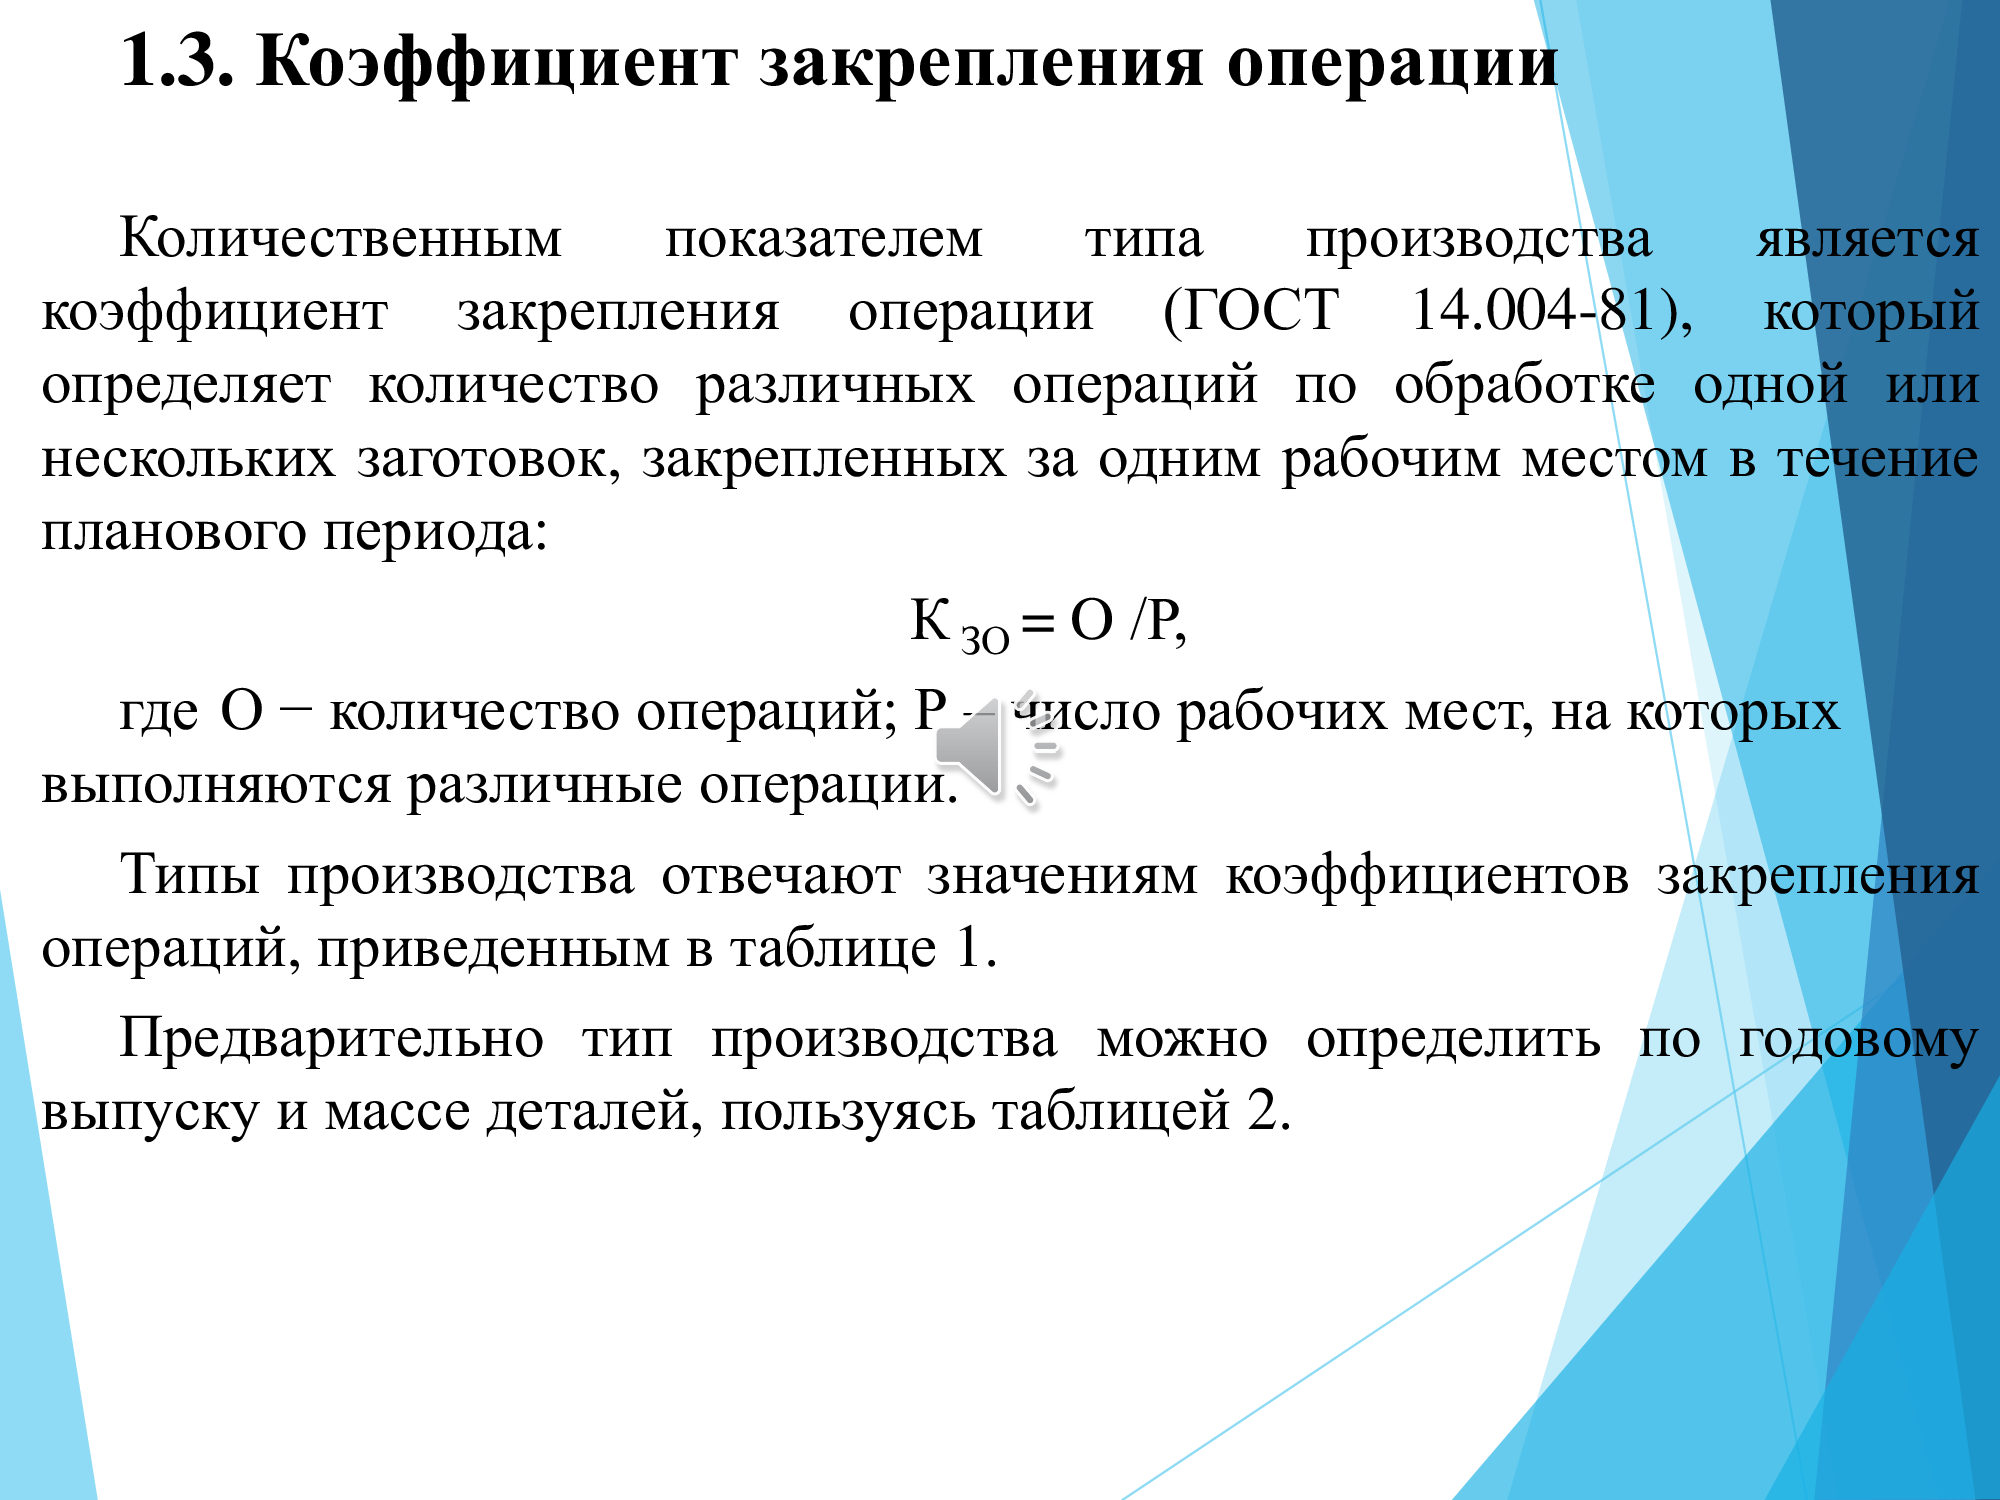 1.3. Коэффициент закрепления операции
Количественным показателем типа производства является
коэффициент закрепления операции (ГОСТ 14.004-81), который
определяет количество различных операций по обработке одной или
нескольких заготовок, закрепленных за одним рабочим местом в течение
планового периода:
К ЗО = О /Р,
где О − количество операций; Р – число рабочих мест, на которых
выполняются различные операции.
Типы производства отвечают значениям коэффициентов закрепления
операций, приведенным в таблице 1.
Предварительно тип производства можно определить по годовому
выпуску и массе деталей, пользуясь таблицей 2.